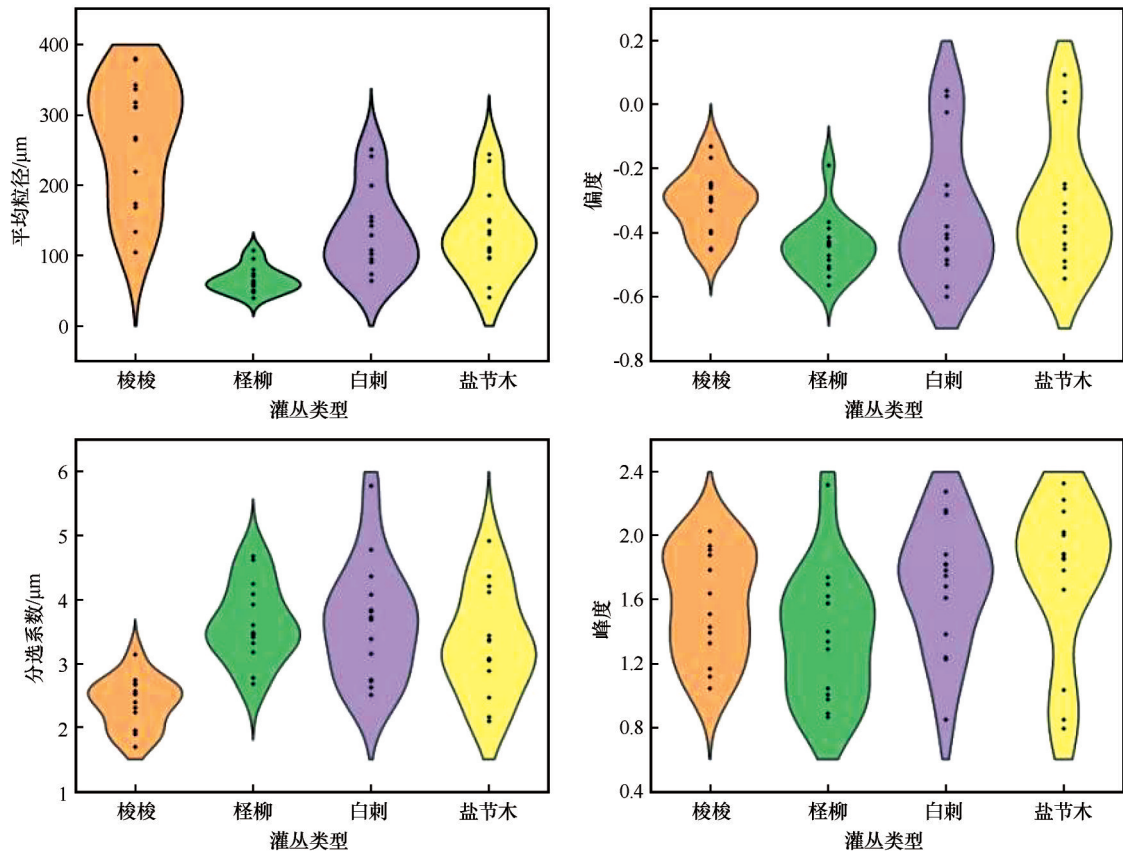 400
300
200
100
0
平均粒径/μm
梭梭 柽柳 白刺 盐节木
灌丛类型
0.2
0.0
-0.2
-0.4
-0.6
-0.8
偏度
梭梭 柽柳 白刺 盐节木
灌丛类型
6
5
4
3
2
1
分选系数/μm
梭梭 柽柳 白刺 盐节木
灌丛类型
2.4
2.0
1.6
1.2
0.8
0.4
峰度
梭梭 柽柳 白刺 盐节木
灌丛类型